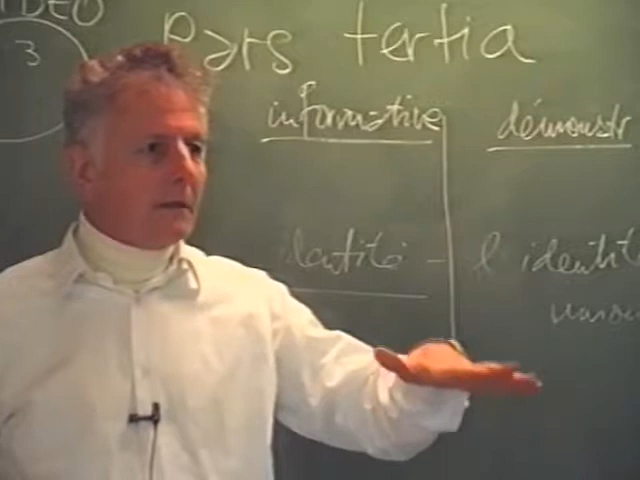 VIDEO
3
Pars tertia
informative démonstr
identité - l'identité